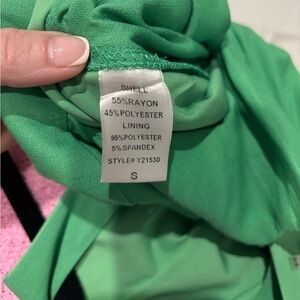 SHELL
55%RAYON
45%POLYESTER
LINING
95%POLYESTER
5%SPANDEX
STYLE# Y21530
S